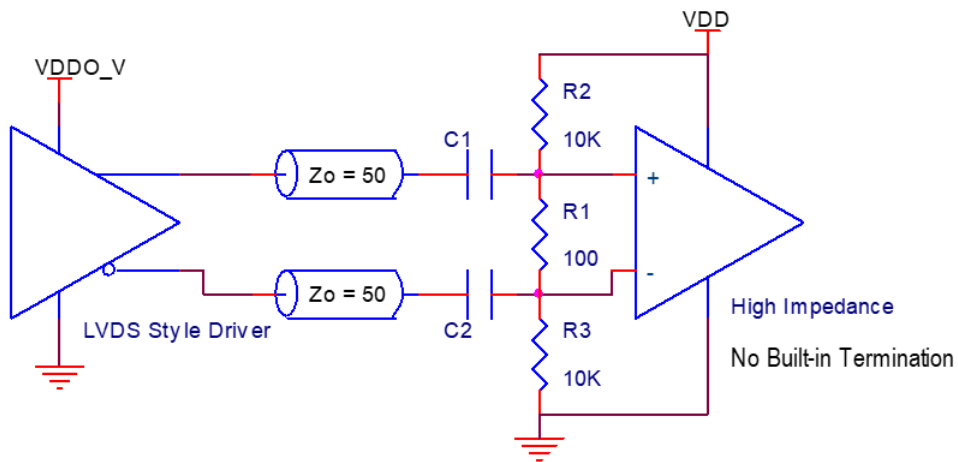 VDD
VDDO_V
R2
10K
C1
Zo = 50
+
R1
100
-
Zo = 50
C2
R3
10K
LVDS Style Driver
High Impedance
No Built-in Termination